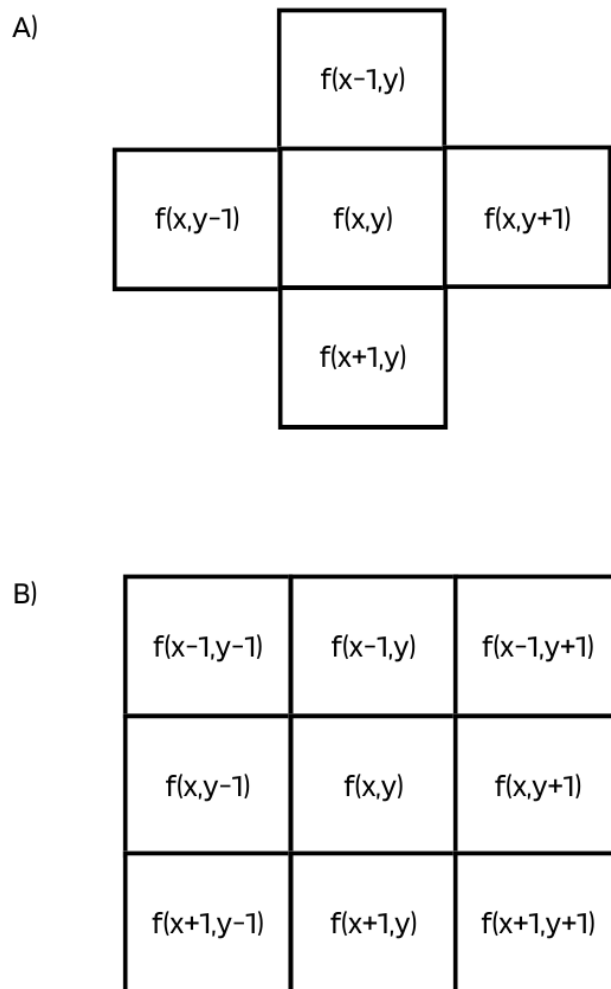 A)
f(x-1,y)
f(x,y-1) f(x,y) f(x,y+1)
f(x+1,y)
B)
f(x-1,y-1) f(x-1,y) f(x-1,y+1)
f(x,y-1) f(x,y) f(x,y+1)
f(x+1,y-1) f(x+1,y) f(x+1,y+1)